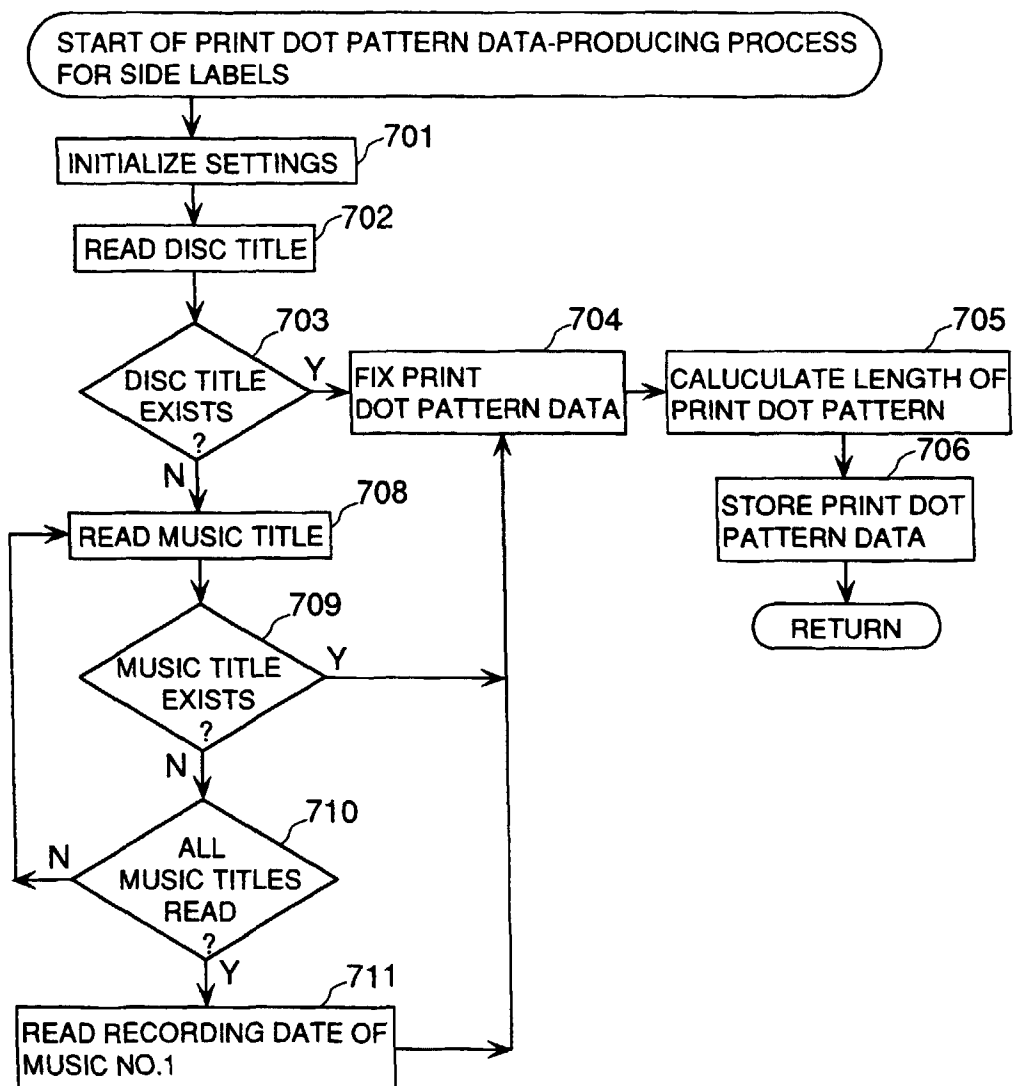 START OF PRINT DOT PATTERN DATA-PRODUCING PROCESS
FOR SIDE LABELS
701
INITIALIZE SETTINGS
702
READ DISC TITLE
703
DISC TITLE
EXISTS
?
Y
N
704
FIX PRINT
DOT PATTERN DATA
705
CALUCULATE LENGTH OF
PRINT DOT PATTERN
706
STORE PRINT DOT
PATTERN DATA
RETURN
708
READ MUSIC TITLE
709
MUSIC TITLE
EXISTS
?
Y
N
710
ALL
MUSIC TITLES
READ
?
N
Y
711
READ RECORDING DATE OF
MUSIC NO.1